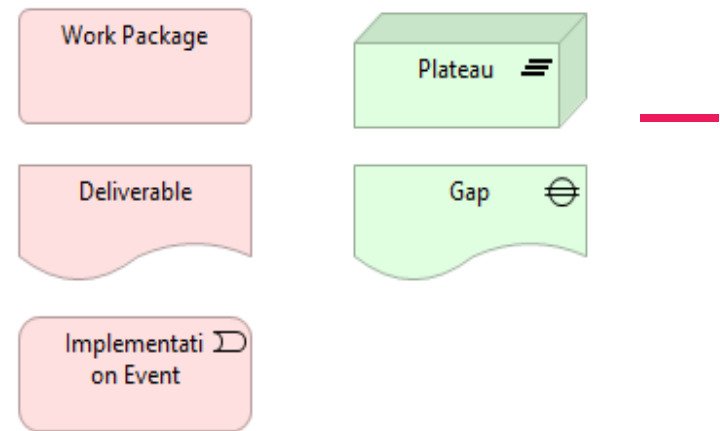 Work Package
Plateau
Deliverable
Gap
Implementati
on Event